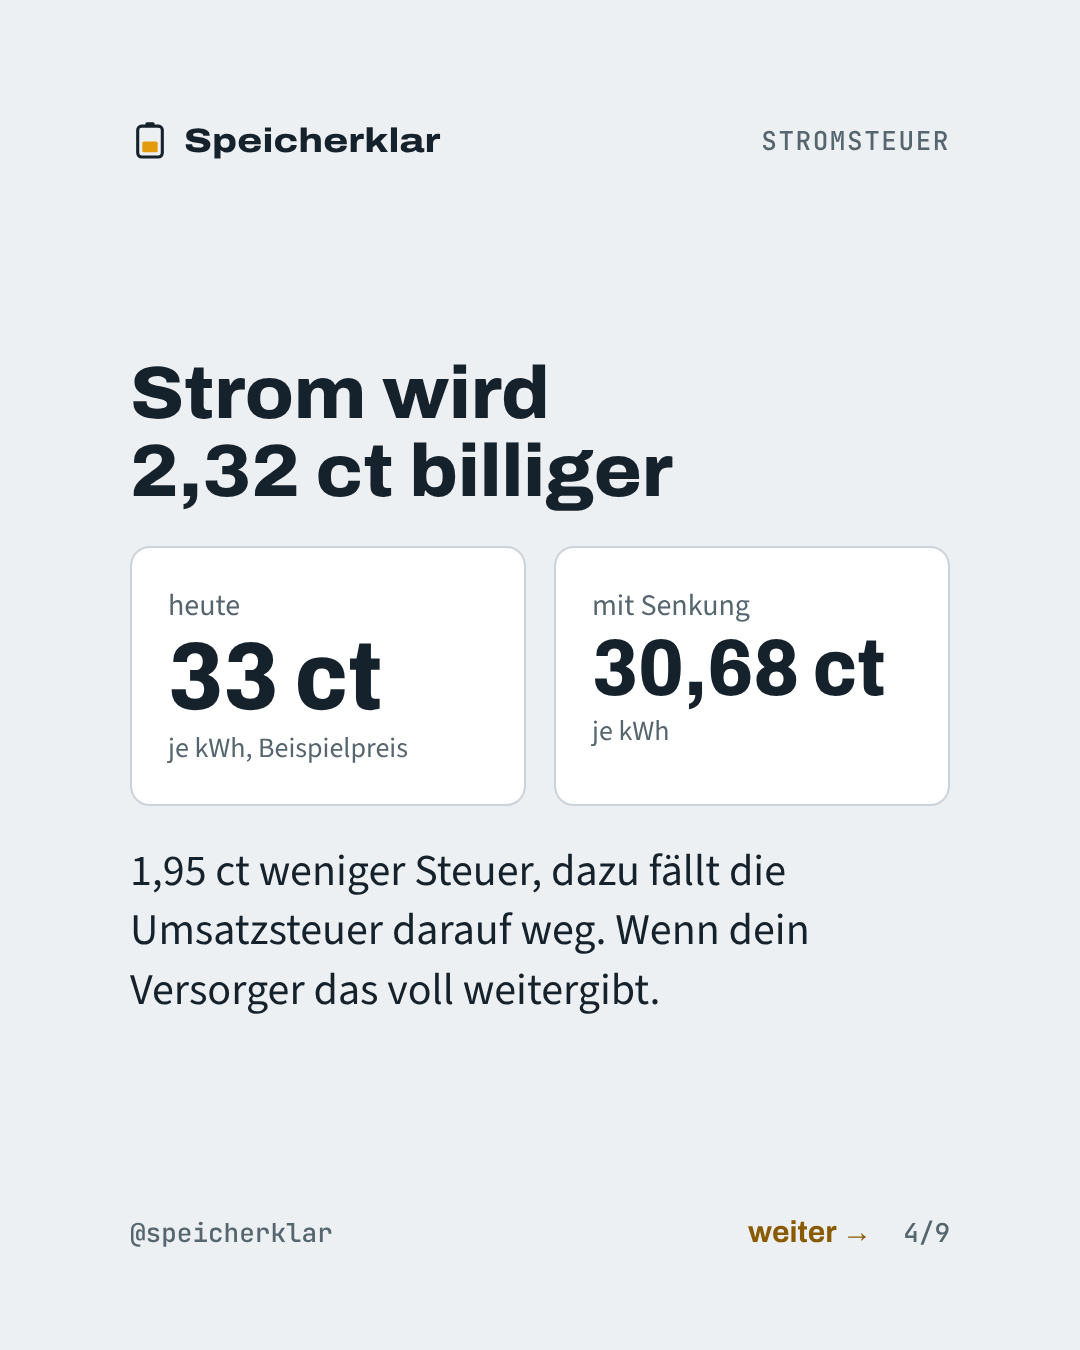 Speicherklar
STROMSTEUER
Strom wird
2,32 ct billiger
heute
33 ct
je kWh, Beispielpreis
mit Senkung
30,68 ct
je kWh
1,95 ct weniger Steuer, dazu fällt die
Umsatzsteuer darauf weg. Wenn dein
Versorger das voll weitergibt.
@speicherklar
weiter → 4/9